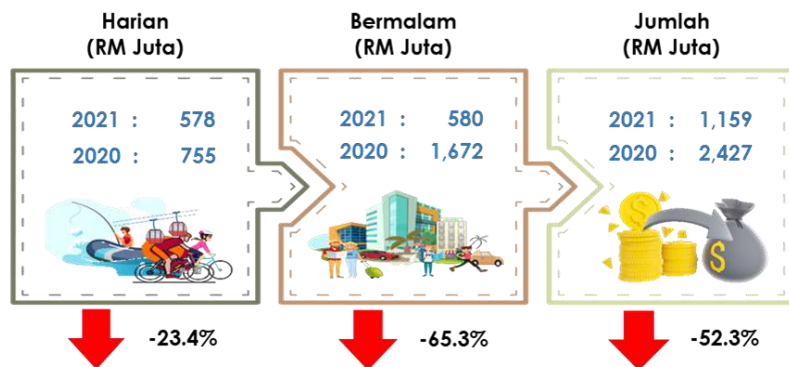 Harian
(RM Juta)
2021 : 578
2020 : 755
-23.4%
Bermalam
(RM Juta)
2021 : 580
2020 : 1,672
-65.3%
Jumlah
(RM Juta)
2021 : 1,159
2020 : 2,427
$
$
-52.3%